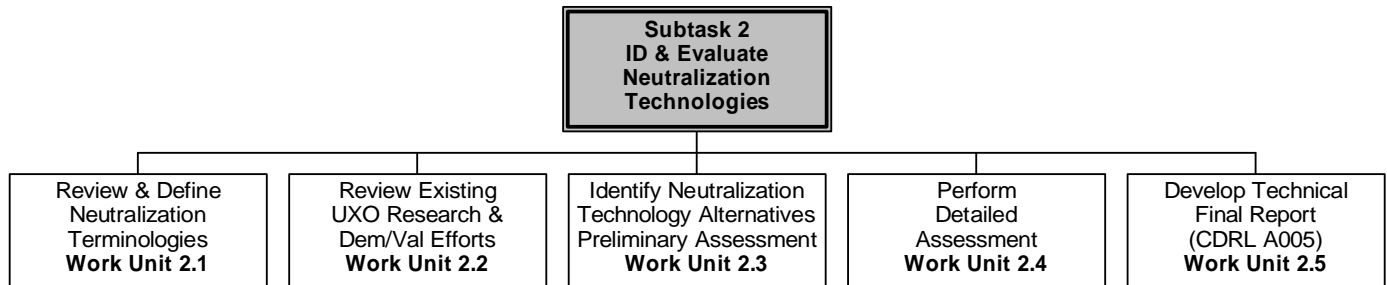 Subtask 2
ID & Evaluate
Neutralization
Technologies
Review & Define
Neutralization
Terminologies
Work Unit 2.1
Review Existing
UXO Research &
Dem/Val Efforts
Work Unit 2.2
Identify Neutralization
Technology Alternatives
Preliminary Assessment
Work Unit 2.3
Perform
Detailed
Assessment
Work Unit 2.4
Develop Technical
Final Report
(CDRL A005)
Work Unit 2.5